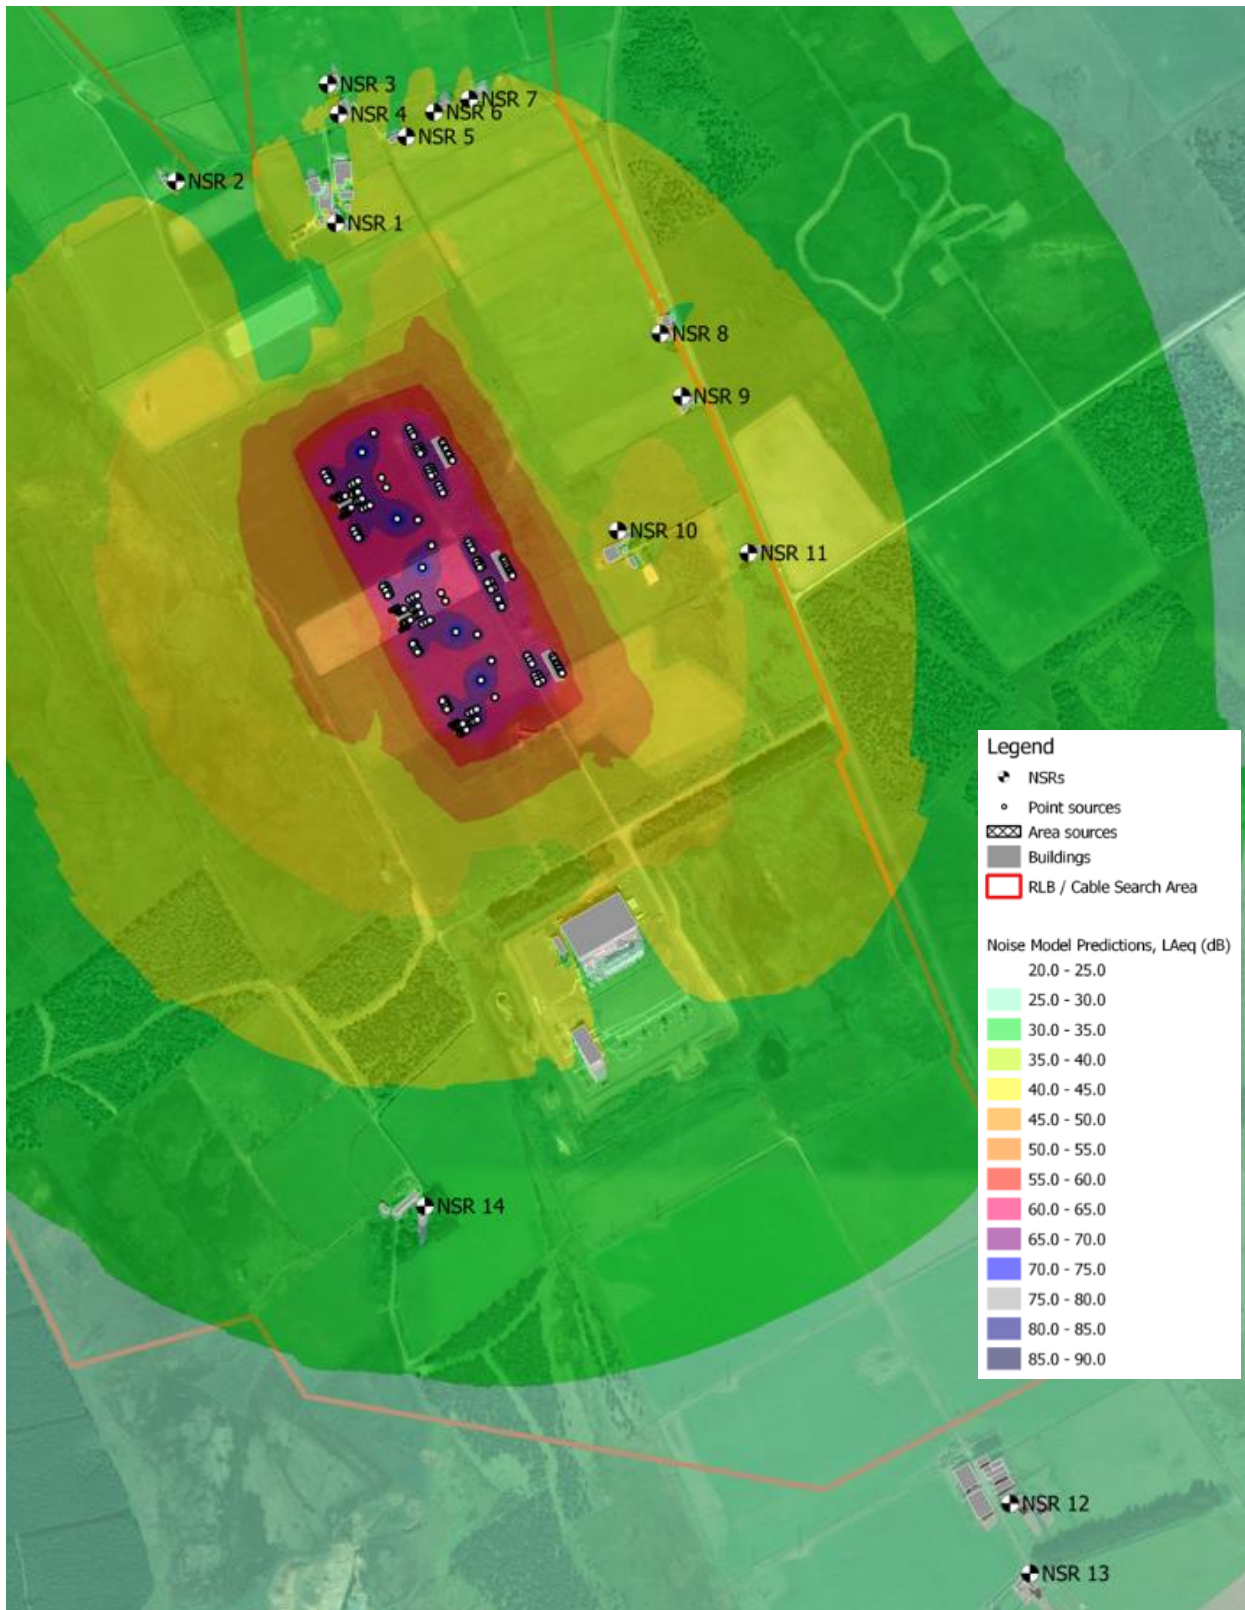 NSR 3
NSR 7
NSR 4
NSR 6
NSR 5
NSR 2
NSR 1
NSR 8
NSR 9
NSR 10
NSR 11
Legend
NSRs
Point sources
Area sources
Buildings
RLB / Cable Search Area
Noise Model Predictions, LAeq (dB)
20.0 - 25.0
25.0 - 30.0
30.0 - 35.0
35.0 - 40.0
40.0 - 45.0
45.0 - 50.0
50.0 - 55.0
55.0 - 60.0
60.0 - 65.0
65.0 - 70.0
70.0 - 75.0
75.0 - 80.0
80.0 - 85.0
85.0 - 90.0
NSR 14
NSR 12
NSR 13